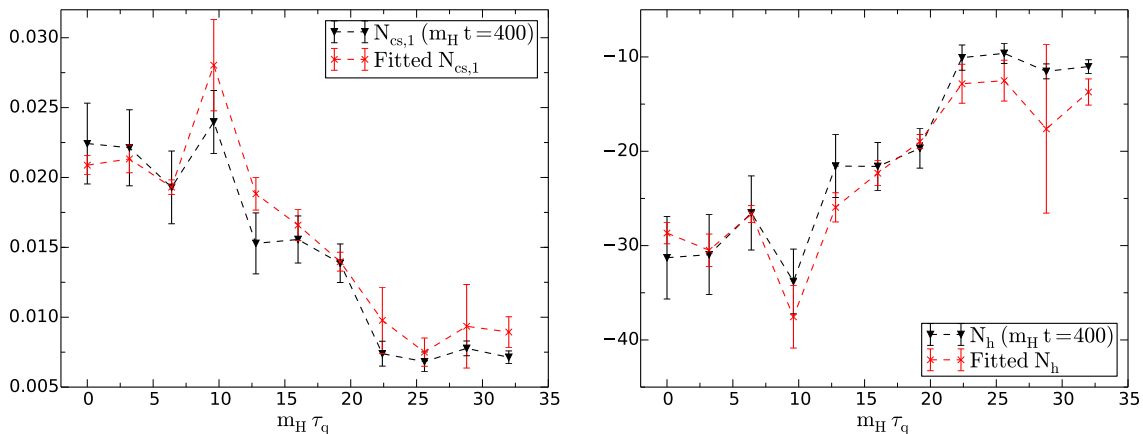 0.030
0.025
0.020
0.015
0.010
0.005
0 5 10 15 20 25 30 35
m_H τ_q
N_cs,1 (m_H t=400)
Fitted N_cs,1
−10
−20
−30
−40
0 5 10 15 20 25 30 35
m_H τ_q
N_h (m_H t=400)
Fitted N_h